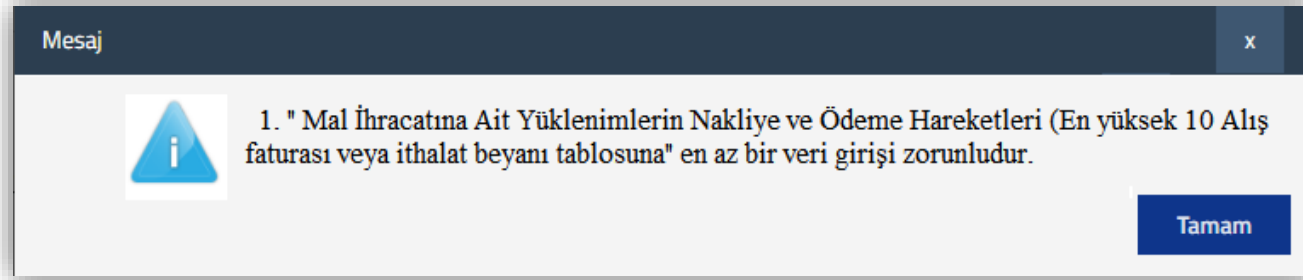 Mesaj
x
1. " Mal İhracatına Ait Yüklenimlerin Nakliye ve Ödeme Hareketleri (En yüksek 10 Alış
faturası veya ithalat beyanı tablosuna" en az bir veri girişi zorunludur.
Tamam